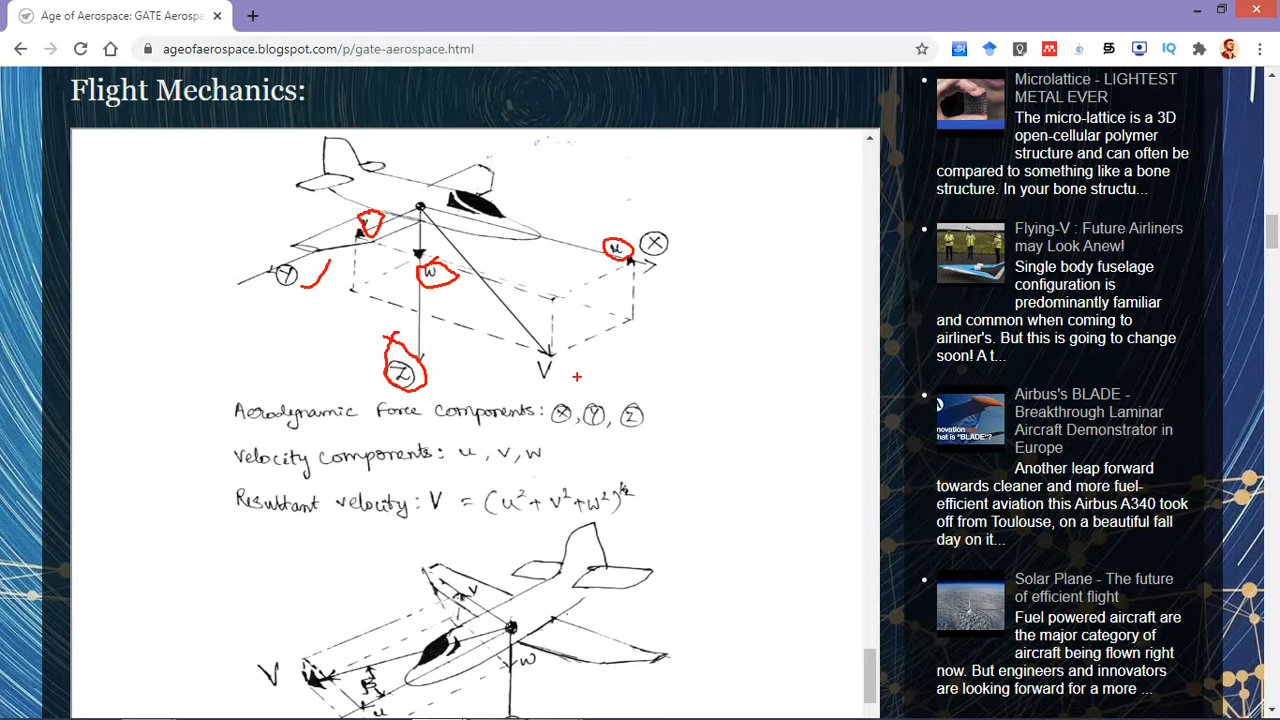 Age of Aerospace: GATE Aerospa
ageofaerospace.blogspot.com/p/gate-aerospace.html
IQ
Flight Mechanics:
v
u
X
Y
w
Z
V
Aerodynamic Force Components: X, Y, Z
Velocity components: u, v, w
Resultant velocity: V = (u² + v² + w²)^½
v
w
V
β
u
Microlattice - LIGHTEST
METAL EVER
The micro-lattice is a 3D
open-cellular polymer
structure and can often be
compared to something like a bone
structure. In your bone structu...
Flying-V : Future Airliners
may Look Anew!
Single body fuselage
configuration is
predominantly familiar
and common when coming to
airliner's. But this is going to change
soon! A t...
Airbus's BLADE -
Breakthrough Laminar
Aircraft Demonstrator in
Europe
Another leap forward
towards cleaner and more fuel-
efficient aviation this Airbus A340 took
off from Toulouse, on a beautiful fall
day on it...
nnovation
hat is "BLADE"?
Solar Plane - The future
of efficient flight
Fuel powered aircraft are
the major category of
aircraft being flown right
now. But engineers and innovators
are looking forward for a more ...